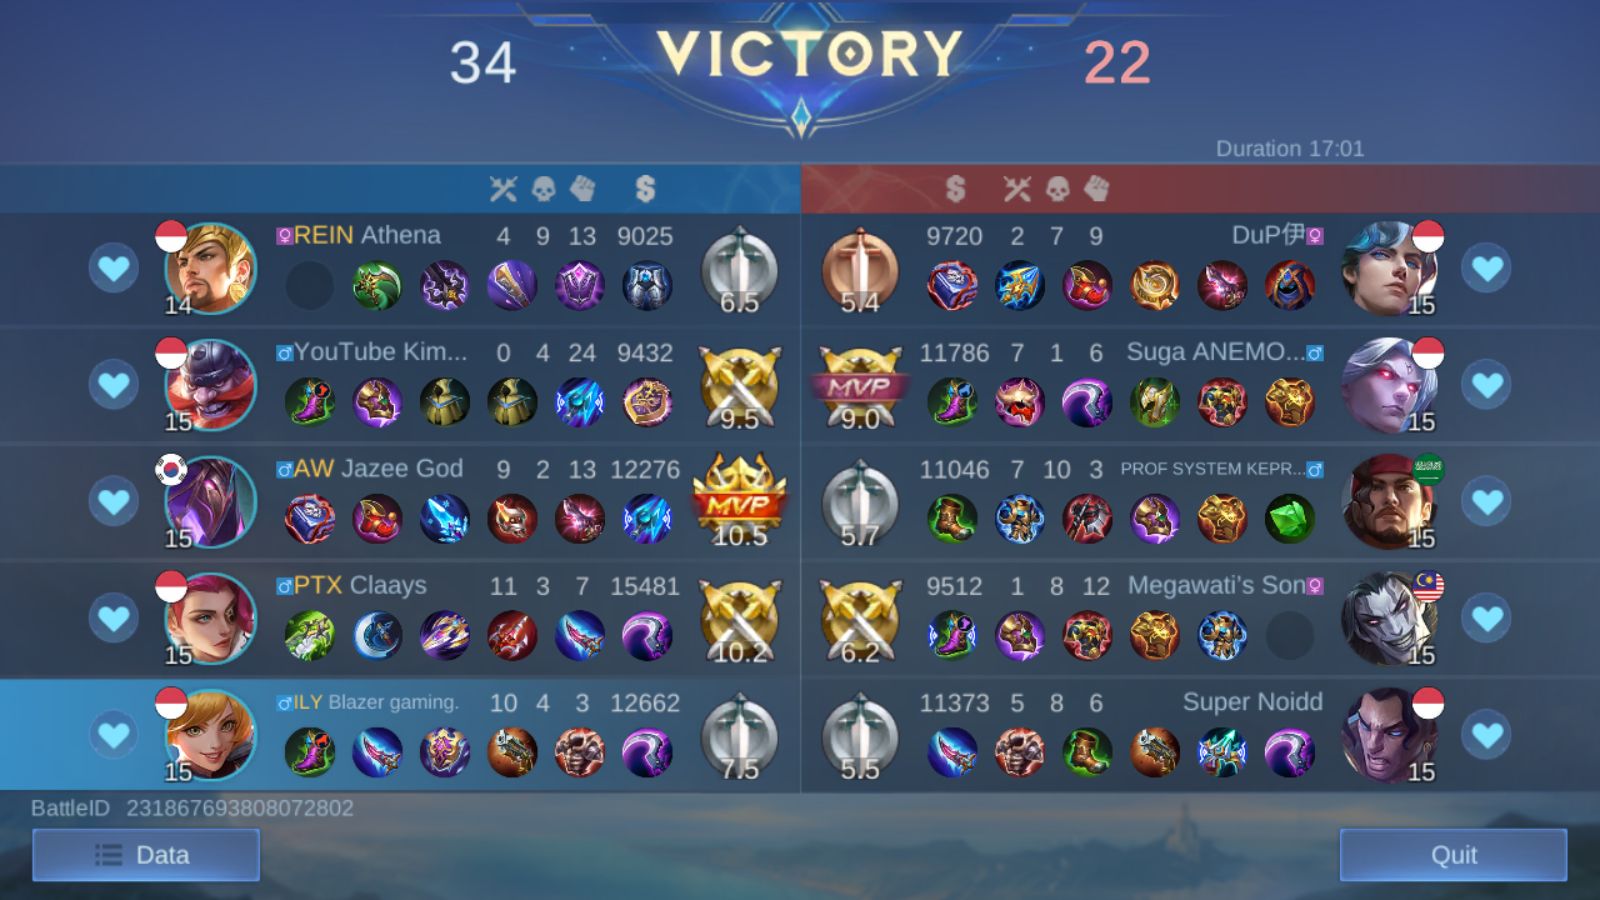 34 VICTORY 22
Duration 17:01
REIN Athena 4 9 13 9025 6.5 14
5.4 9720 2 7 9 DuP伊 15
YouTube Kim... 0 4 24 9432 9.5 15
MVP 9.0 11786 7 1 6 Suga ANEMO... 15
AW Jazee God 9 2 13 12276 MVP 10.5 15
5.7 11046 7 10 3 PROF SYSTEM KEPR... 15
PTX Claays 11 3 7 15481 10.2 15
6.2 9512 1 8 12 Megawati's Son 15
ILY Blazer gaming. 10 4 3 12662 7.5 15
5.5 11373 5 8 6 Super Noidd 15
BattleID 231867693808072802
Data
Quit